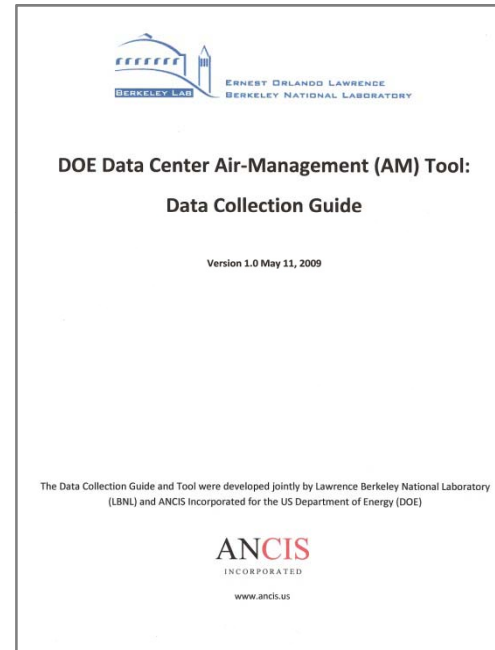 BERKELEY LAB
ERNEST ORLANDO LAWRENCE
BERKELEY NATIONAL LABORATORY
DOE Data Center Air-Management (AM) Tool:
Data Collection Guide
Version 1.0 May 11, 2009
The Data Collection Guide and Tool were developed jointly by Lawrence Berkeley National Laboratory
(LBNL) and ANCIS Incorporated for the US Department of Energy (DOE)
ANCIS
INCORPORATED
www.ancis.us